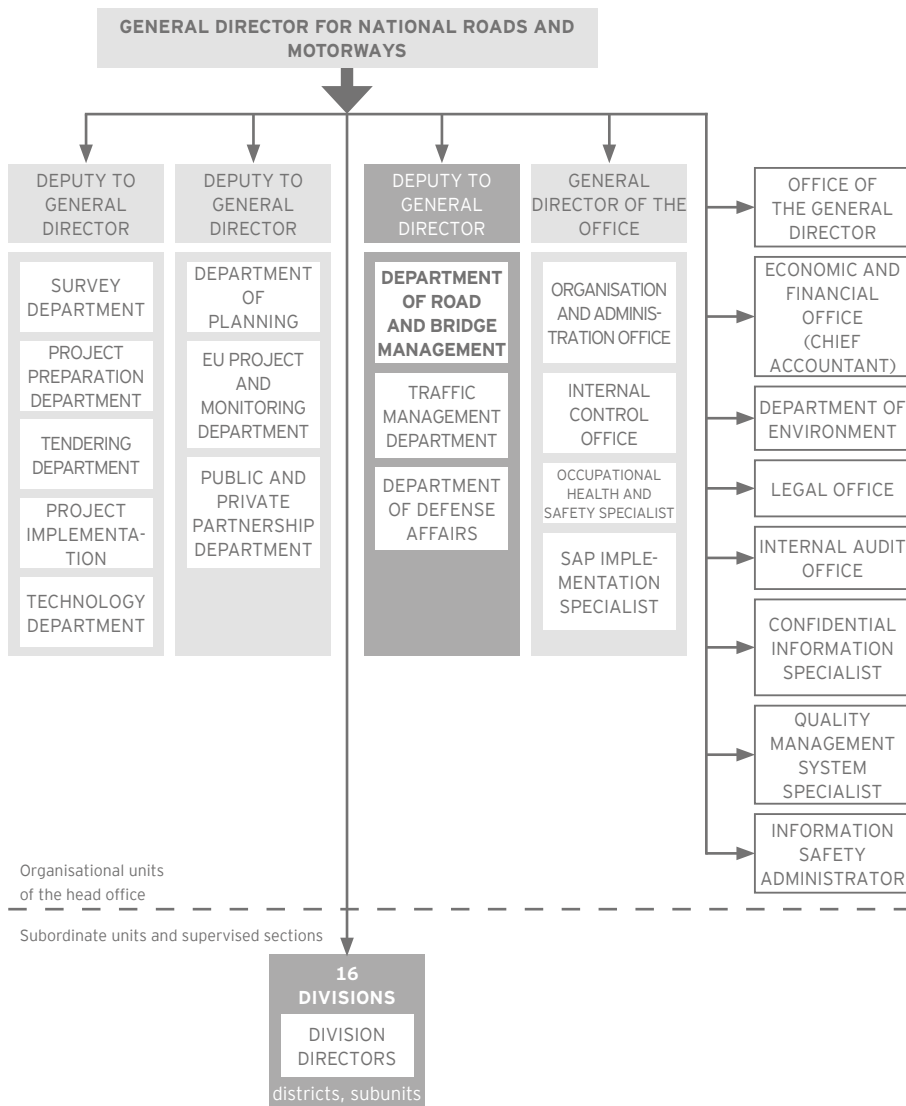 GENERAL DIRECTOR FOR NATIONAL ROADS AND
MOTORWAYS
DEPUTY TO
GENERAL
DIRECTOR
SURVEY
DEPARTMENT
PROJECT
PREPARATION
DEPARTMENT
TENDERING
DEPARTMENT
PROJECT
IMPLEMENTA-
TION
TECHNOLOGY
DEPARTMENT
DEPUTY TO
GENERAL
DIRECTOR
DEPARTMENT
OF
PLANNING
EU PROJECT
AND
MONITORING
DEPARTMENT
PUBLIC AND
PRIVATE
PARTNERSHIP
DEPARTMENT
DEPUTY TO
GENERAL
DIRECTOR
DEPARTMENT
OF ROAD
AND BRIDGE
MANAGEMENT
TRAFFIC
MANAGEMENT
DEPARTMENT
DEPARTMENT
OF DEFENSE
AFFAIRS
GENERAL
DIRECTOR OF THE
OFFICE
ORGANISATION
AND ADMINIS-
TRATION OFFICE
INTERNAL
CONTROL
OFFICE
OCCUPATIONAL
HEALTH AND
SAFETY SPECIALIST
SAP IMPLE-
MENTATION
SPECIALIST
OFFICE OF
THE GENERAL
DIRECTOR
ECONOMIC AND
FINANCIAL
OFFICE
(CHIEF
ACCOUNTANT)
DEPARTMENT OF
ENVIRONMENT
LEGAL OFFICE
INTERNAL AUDIT
OFFICE
CONFIDENTIAL
INFORMATION
SPECIALIST
QUALITY
MANAGEMENT
SYSTEM
SPECIALIST
INFORMATION
SAFETY
ADMINISTRATOR
Organisational units
of the head office
Subordinate units and supervised sections
16
DIVISIONS
DIVISION
DIRECTORS
districts, subunits